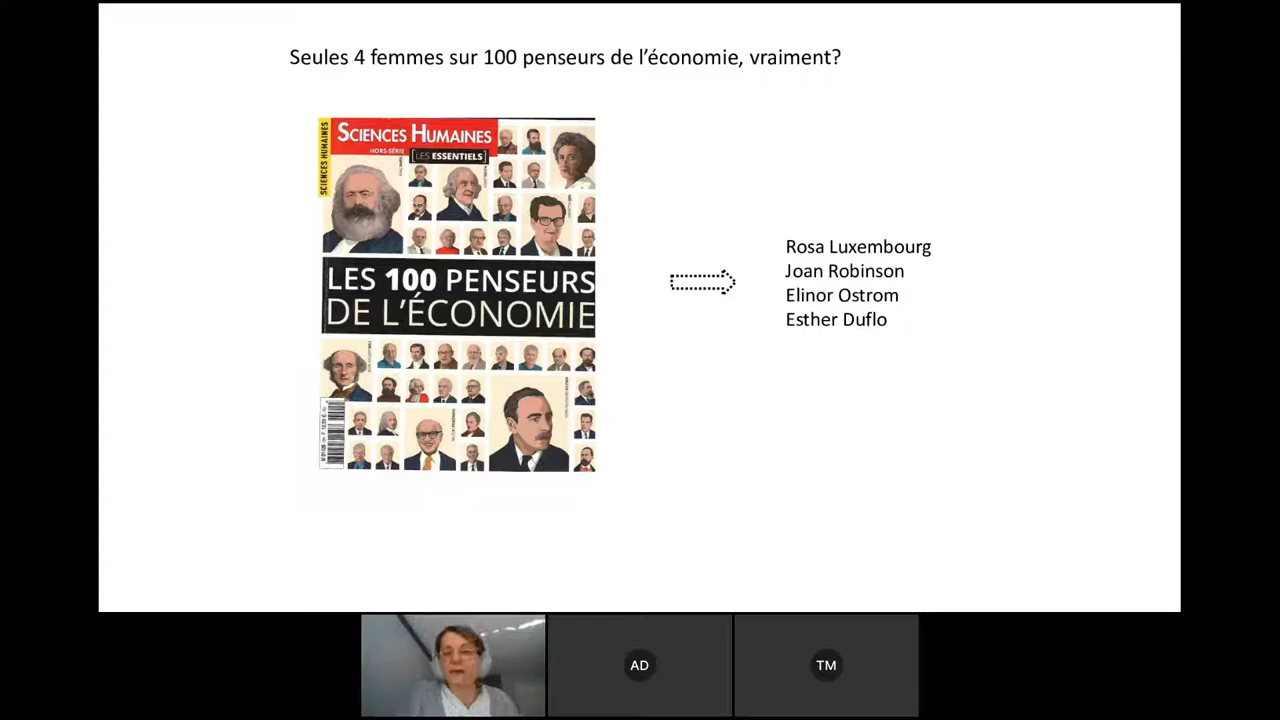 Seules 4 femmes sur 100 penseurs de l'économie, vraiment?
SCIENCES HUMAINES
SCIENCES HUMAINES
HORS-SÉRIE
[LES ESSENTIELS]
LES 100 PENSEURS
DE L'ÉCONOMIE
Rosa Luxembourg
Joan Robinson
Elinor Ostrom
Esther Duflo
AD
TM